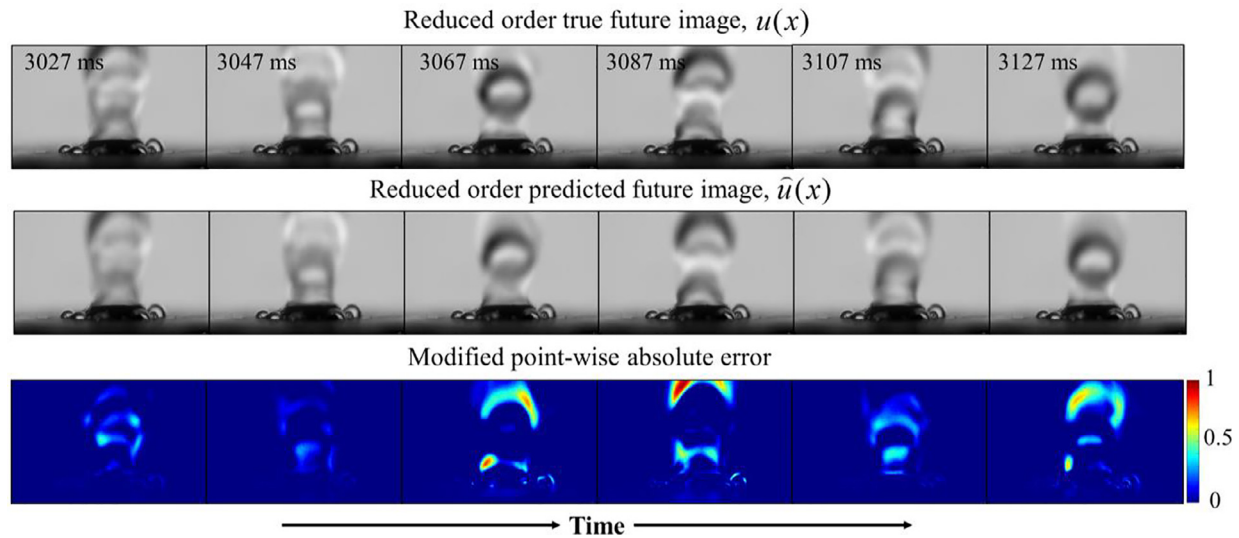 Reduced order true future image, u(x)
3027 ms 3047 ms 3067 ms 3087 ms 3107 ms 3127 ms
Reduced order predicted future image, û(x)
Modified point-wise absolute error
1
0.5
0
Time